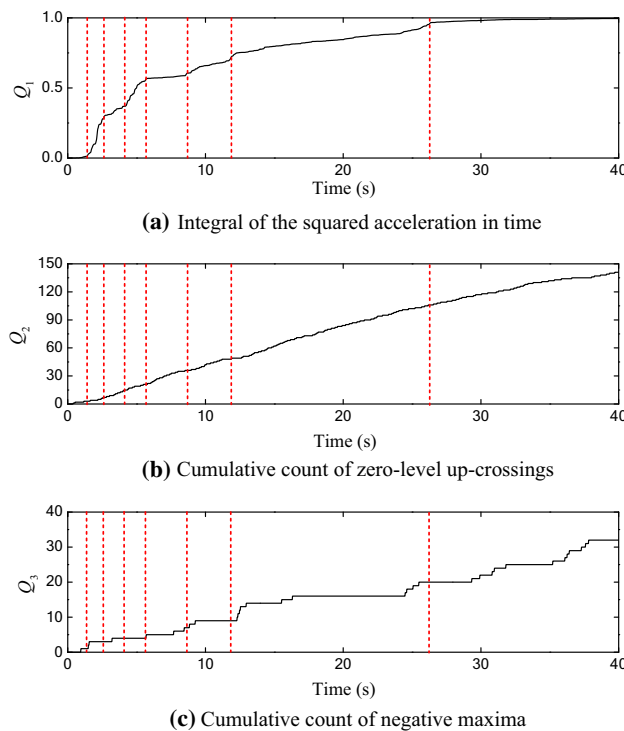 1.0
0.5
0.0
Q1
0 10 20 30 40
Time (s)
(a) Integral of the squared acceleration in time
150
120
90
60
30
0
Q2
0 10 20 30 40
Time (s)
(b) Cumulative count of zero-level up-crossings
40
30
20
10
0
Q3
0 10 20 30 40
Time (s)
(c) Cumulative count of negative maxima